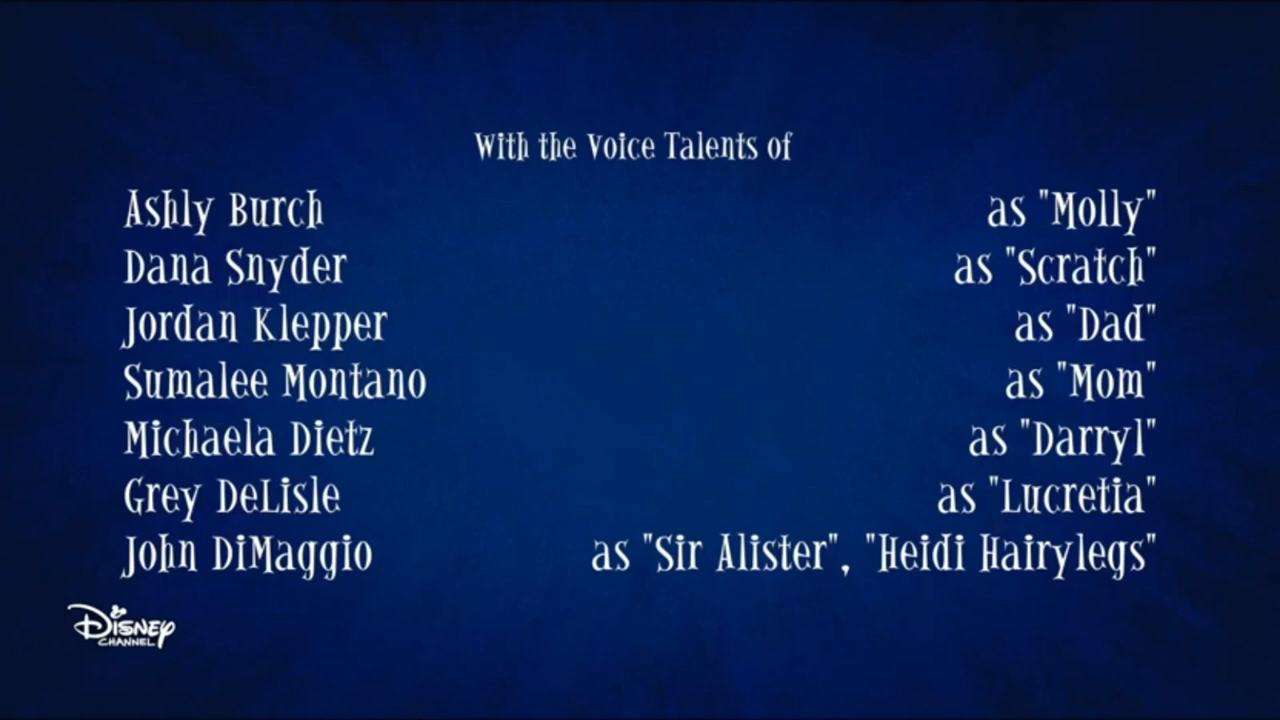 With the Voice Talents of
Ashly Burch as "Molly"
Dana Snyder as "Scratch"
Jordan Klepper as "Dad"
Sumalee Montano as "Mom"
Michaela Dietz as "Darryl"
Grey DeLisle as "Lucretia"
John DiMaggio as "Sir Alister", "Heidi Hairylegs"
Disney
CHANNEL